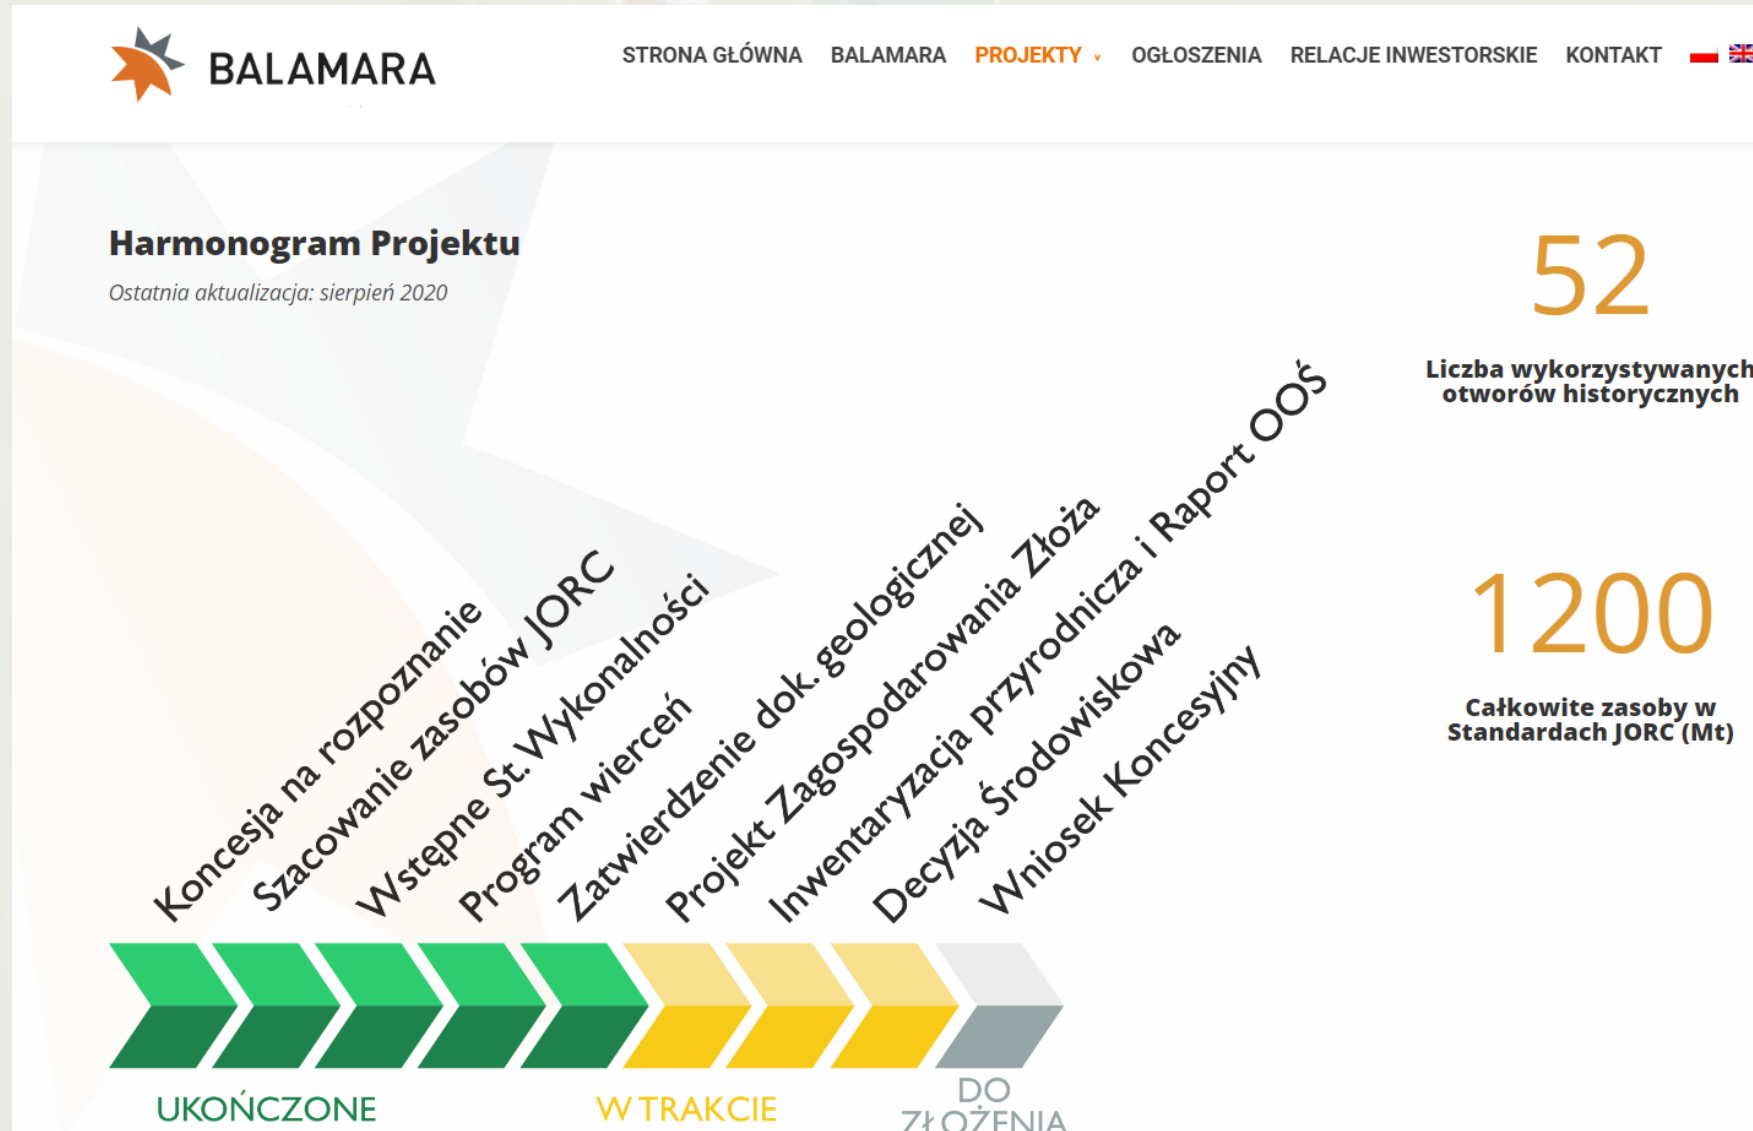 BALAMARA
STRONA GŁÓWNA BALAMARA PROJEKTY OGŁOSZENIA RELACJE INWESTORSKIE KONTAKT
Harmonogram Projektu
Ostatnia aktualizacja: sierpień 2020
52
Liczba wykorzystywanych
otworów historycznych
1200
Całkowite zasoby w
Standardach JORC (Mt)
Koncesja na rozpoznanie
Szacowanie zasobów JORC
Wstępne St. Wykonalności
Program wierceń
Zatwierdzenie dok. geologicznej
Projekt Zagospodarowania Złoża
Inwentaryzacja przyrodnicza i Raport OOŚ
Decyzja Środowiskowa
Wniosek Koncesyjny
UKOŃCZONE
W TRAKCIE
DO
ZŁOŻENIA